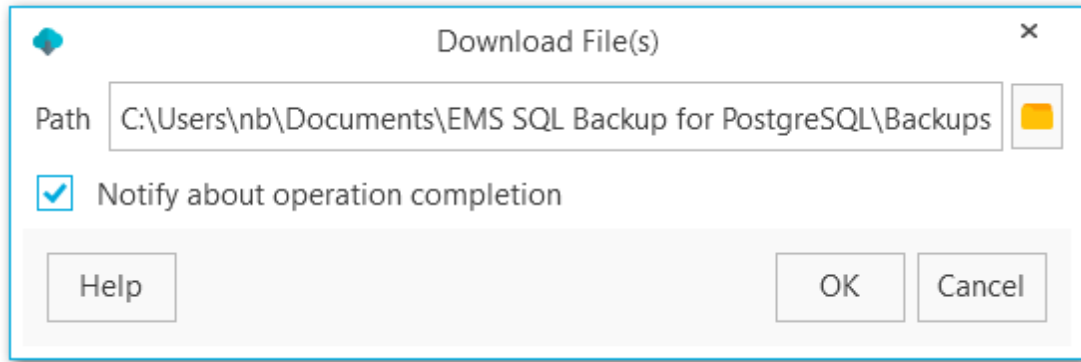 Download File(s)
Path C:\Users\nb\Documents\EMS SQL Backup for PostgreSQL\Backups
Notify about operation completion
Help OK Cancel